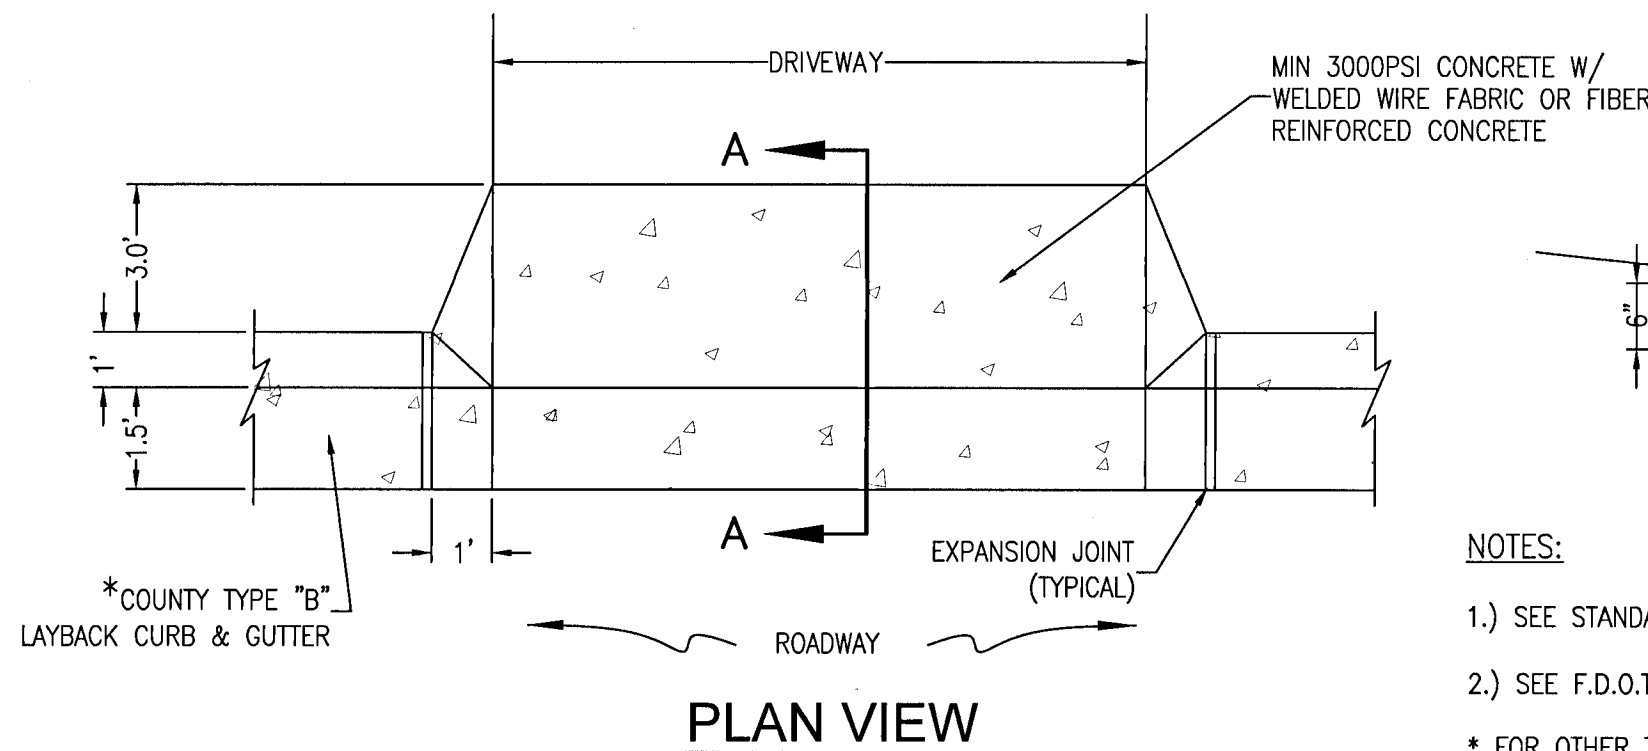 DRIVEWAY
MIN 3000PSI CONCRETE W/
WELDED WIRE FABRIC OR FIBER
REINFORCED CONCRETE
A
3.0'
6"
1'
1.5'
A
1'
EXPANSION JOINT
(TYPICAL)
*COUNTY TYPE "B"
LAYBACK CURB & GUTTER
ROADWAY
PLAN VIEW
NOTES:
1.) SEE STANDA
2.) SEE F.D.O.T
* FOR OTHER